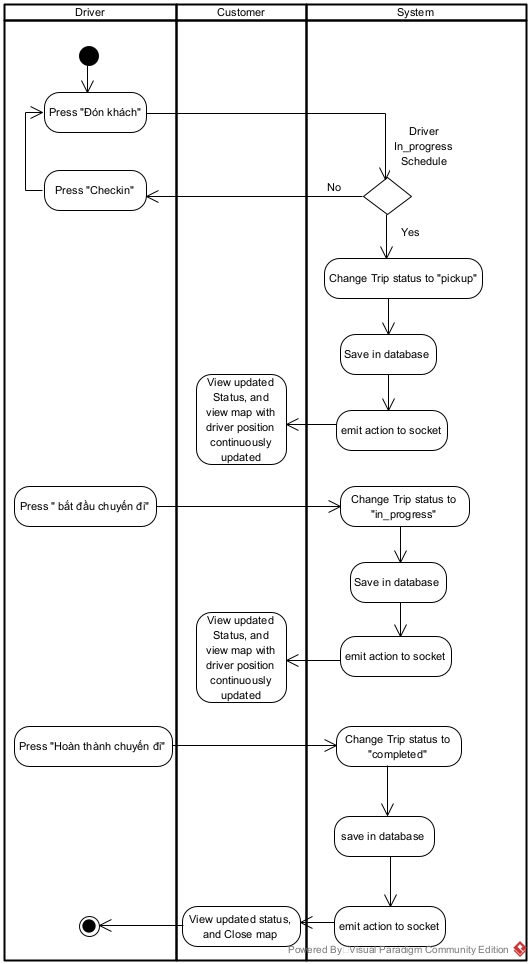 Driver
Customer
System
Press "Đón khách"
Driver
In_progress
Schedule
Press "Checkin"
No
Yes
Change Trip status to "pickup"
Save in database
View updated
Status, and
view map with
driver position
continuously
updated
emit action to socket
Press " bắt đầu chuyến đi"
Change Trip status to
"in_progress"
Save in database
View updated
Status, and
view map with
driver position
continuously
updated
emit action to socket
Press "Hoàn thành chuyến đi"
Change Trip status to
"completed"
save in database
View updated status,
and Close map
emit action to socket
Powered By Visual Paradigm Community Edition